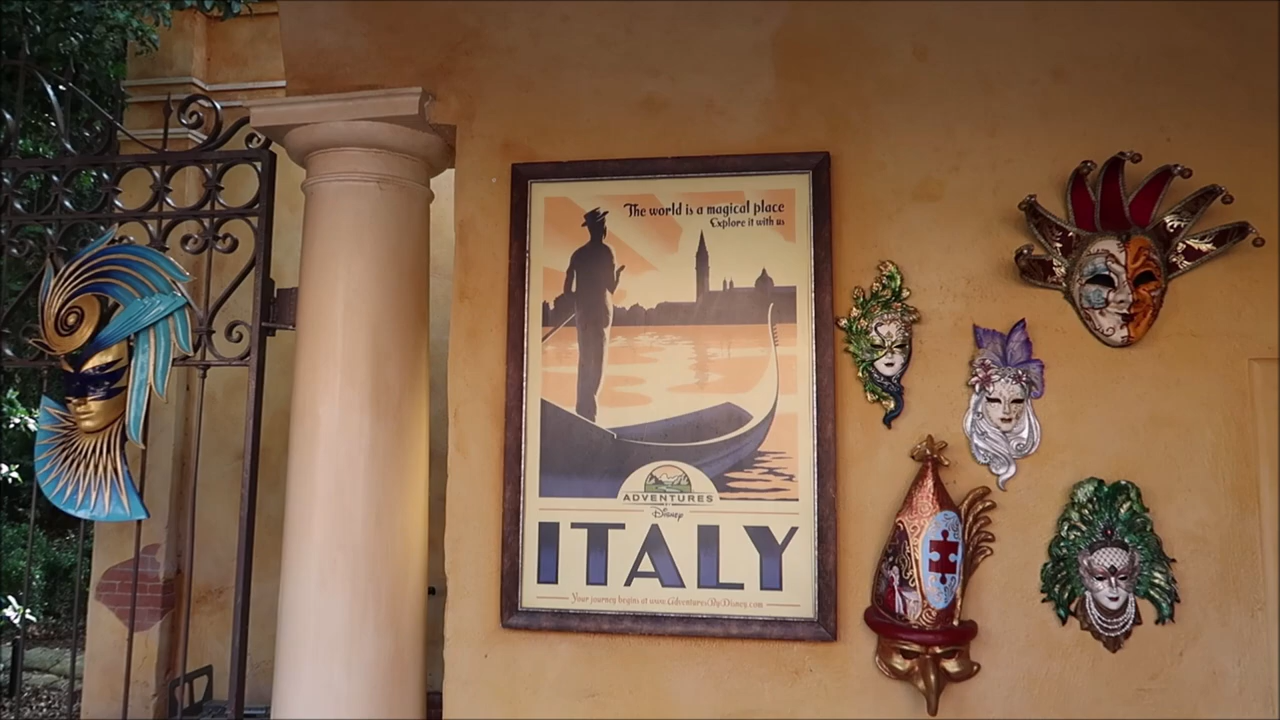 The world is a magical place
Explore it with us
ADVENTURES
BY
Disney
ITALY
Your journey begins at www.AdventuresByDisney.com